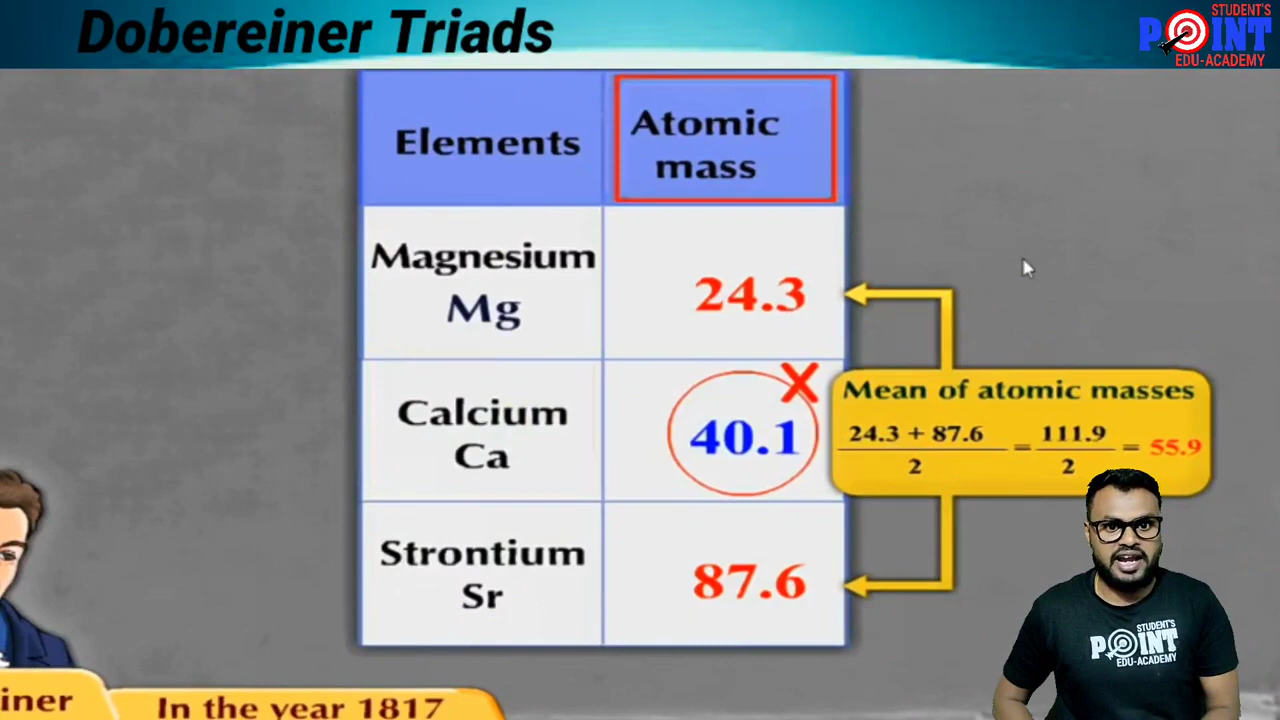 Dobereiner Triads
STUDENT'S
POINT
EDU-ACADEMY
Elements
Atomic
mass
Magnesium
Mg
24.3
Calcium
Ca
40.1
X
Mean of atomic masses
24.3 + 87.6
2
=
111.9
2
= 55.9
Strontium
Sr
87.6
STUDENT'S
POINT
EDU-ACADEMY
iner
In the year 1817